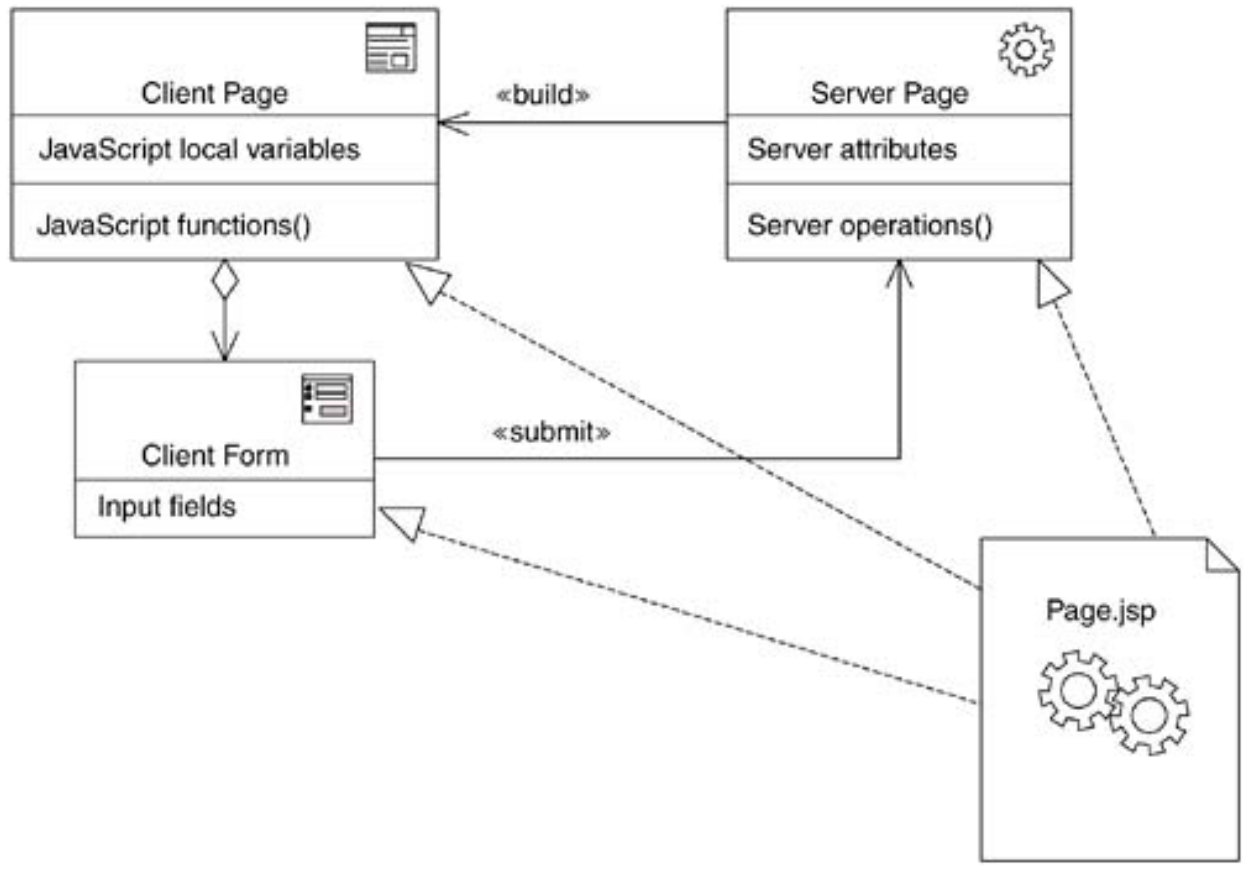 Client Page
JavaScript local variables
JavaScript functions()
«build»
Server Page
Server attributes
Server operations()
Client Form
Input fields
«submit»
Page.jsp